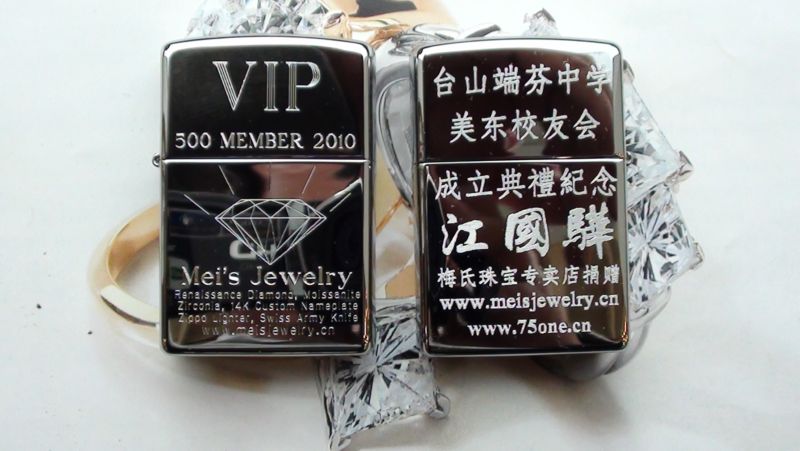 VIP
500 MEMBER 2010
Mei's Jewelry
Renaissance Diamond, Moissanite
Zirconia, 14K Custom Nameplate
Zippo Lighter, Swiss Army Knife
www.meisjewelry.cn
台山端芬中学
美东校友会
成立典禮紀念
江國驊
梅氏珠宝专卖店捐赠
www.meisjewelry.cn
www.75one.cn